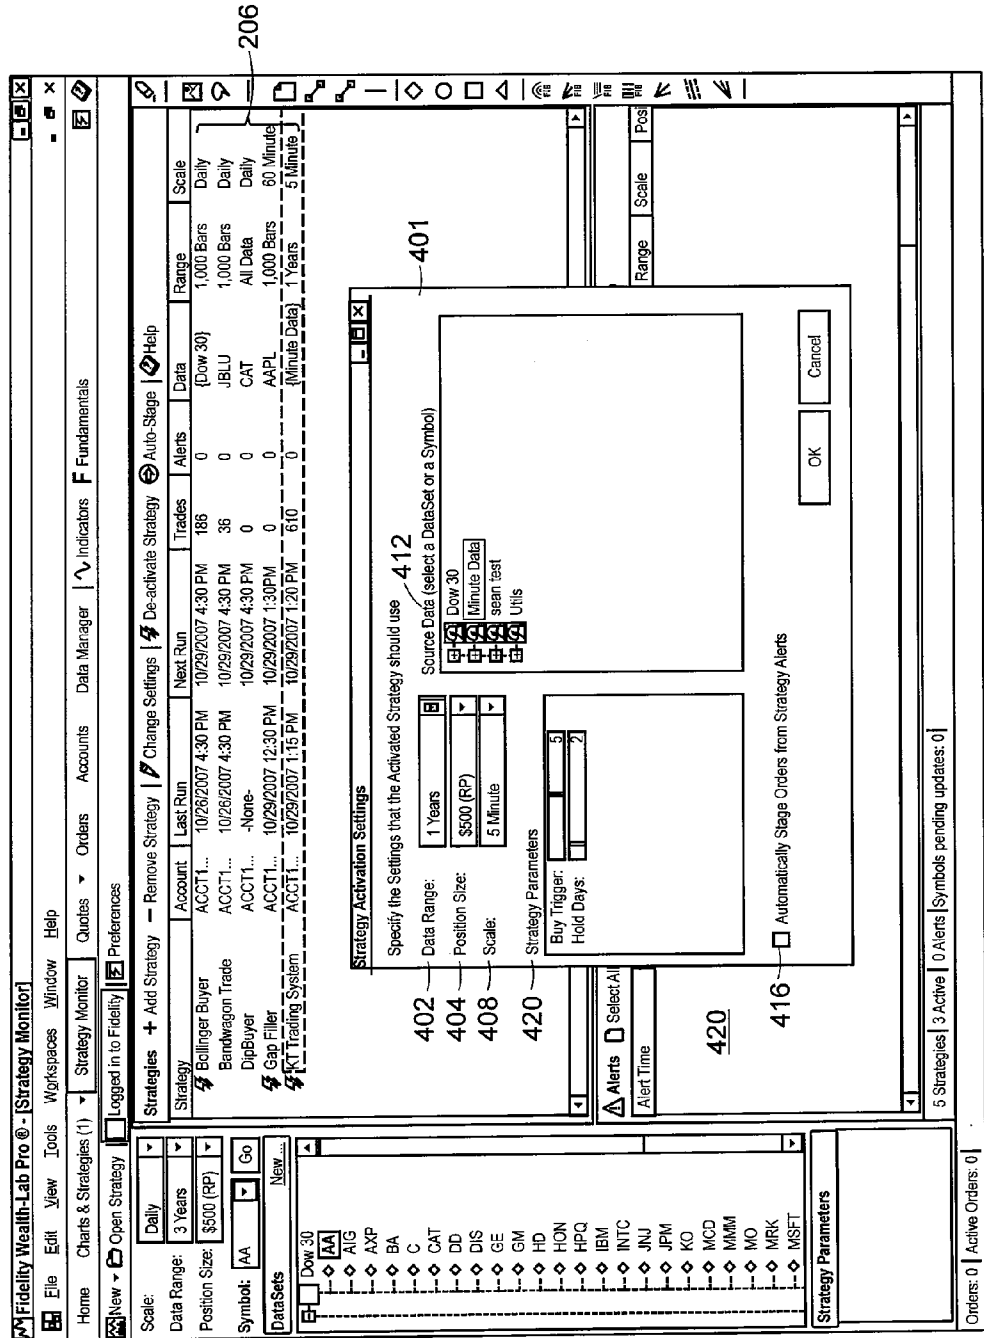 Fidelity Wealth-Lab Pro ® - [Strategy Monitor]
File Edit View Tools Workspaces Window Help
Home Charts & Strategies (1) Strategy Monitor Quotes Orders Accounts Data Manager Indicators F Fundamentals
New Open Strategy Logged in to Fidelity Preferences
Scale: Daily
Data Range: 3 Years
Position Size: $500 (RP)
Symbol: AA Go
DataSets New ...
Dow 30
AA
AIG
AXP
BA
C
CAT
DD
DIS
GE
GM
HD
HON
HPQ
IBM
INTC
JNJ
JPM
KO
MCD
MMM
MO
MRK
MSFT
Strategy Parameters
Orders: 0 Active Orders: 0
Strategies + Add Strategy − Remove Strategy Change Settings De-activate Strategy Auto-Stage Help
Strategy Account Last Run Next Run Trades Alerts Data Range Scale
Bollinger Buyer ACCT1... 10/26/2007 4:30 PM 10/29/2007 4:30 PM 186 0 {Dow 30} 1,000 Bars Daily
Bandwagon Trade ACCT1... 10/26/2007 4:30 PM 10/29/2007 4:30 PM 36 0 JBLU 1,000 Bars Daily
DipBuyer ACCT1... -None- 10/29/2007 4:30 PM 0 0 CAT All Data Daily
Gap Filler ACCT1... 10/29/2007 12:30 PM 10/29/2007 1:30PM 0 0 AAPL 1,000 Bars 60 Minute
KT Trading System ACCT1... 10/29/2007 1:15 PM 10/29/2007 1:20 PM 610 0 {Minute Data} 1 Years 5 Minute
206
Strategy Activation Settings
401
Specify the Settings that the Activated Strategy should use
402 Data Range: 1 Years
404 Position Size: $500 (RP)
408 Scale: 5 Minute
412
Source Data (select a DataSet or a Symbol)
Dow 30
Minute Data
sean test
Utils
420 Strategy Parameters
Buy Trigger: 5
Hold Days: 2
416 Automatically Stage Orders from Strategy Alerts
OK Cancel
Alerts Select All
Alert Time Range Scale Posi
420
5 Strategies 3 Active 0 Alerts Symbols pending updates: 0
FIB
FIB
FIB
FIB